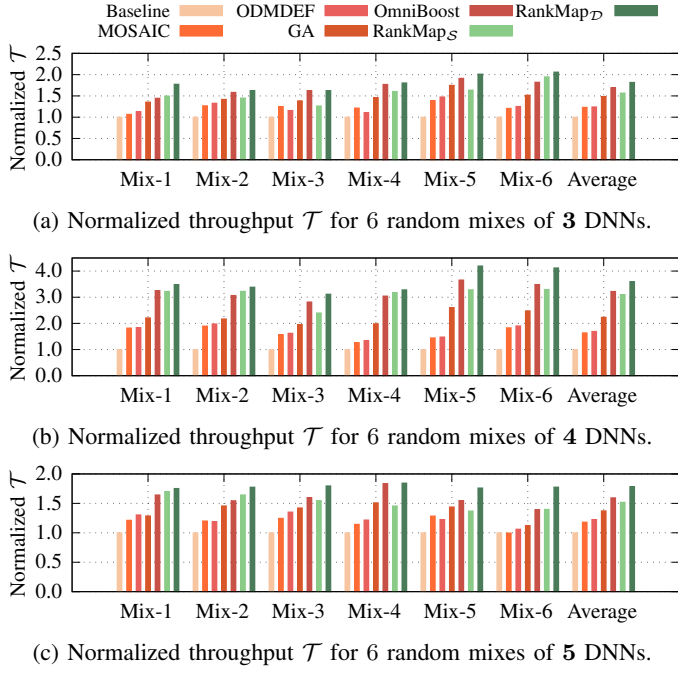 Baseline ODMDEF OmniBoost RankMap𝒟
MOSAIC GA RankMap𝒮
Normalized 𝒯
2.5
2.0
1.5
1.0
0.5
0.0
Mix-1 Mix-2 Mix-3 Mix-4 Mix-5 Mix-6 Average
(a) Normalized throughput 𝒯 for 6 random mixes of 3 DNNs.
Normalized 𝒯
4.0
3.0
2.0
1.0
0.0
Mix-1 Mix-2 Mix-3 Mix-4 Mix-5 Mix-6 Average
(b) Normalized throughput 𝒯 for 6 random mixes of 4 DNNs.
Normalized 𝒯
2.0
1.5
1.0
0.5
0.0
Mix-1 Mix-2 Mix-3 Mix-4 Mix-5 Mix-6 Average
(c) Normalized throughput 𝒯 for 6 random mixes of 5 DNNs.